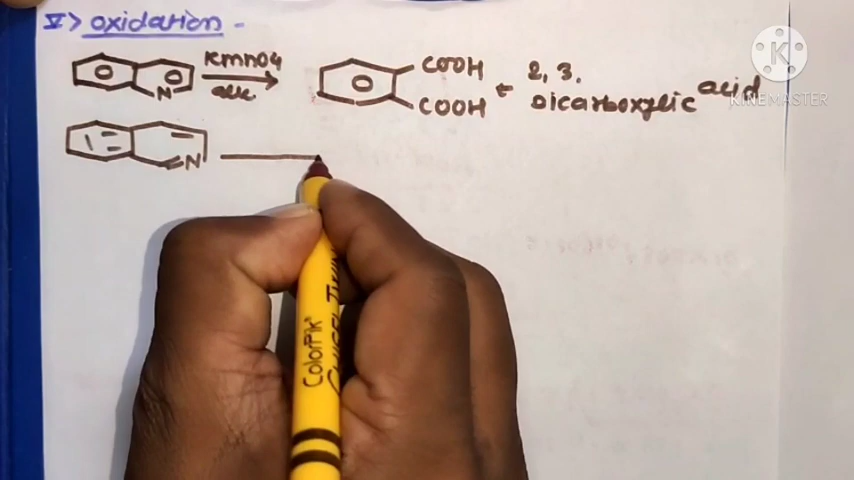 V> oxidation -
KmnO4
alk.
N
COOH
COOH
+ 2, 3.
Dicarboxylic acid
N
K
KINEMASTER
ColorPik